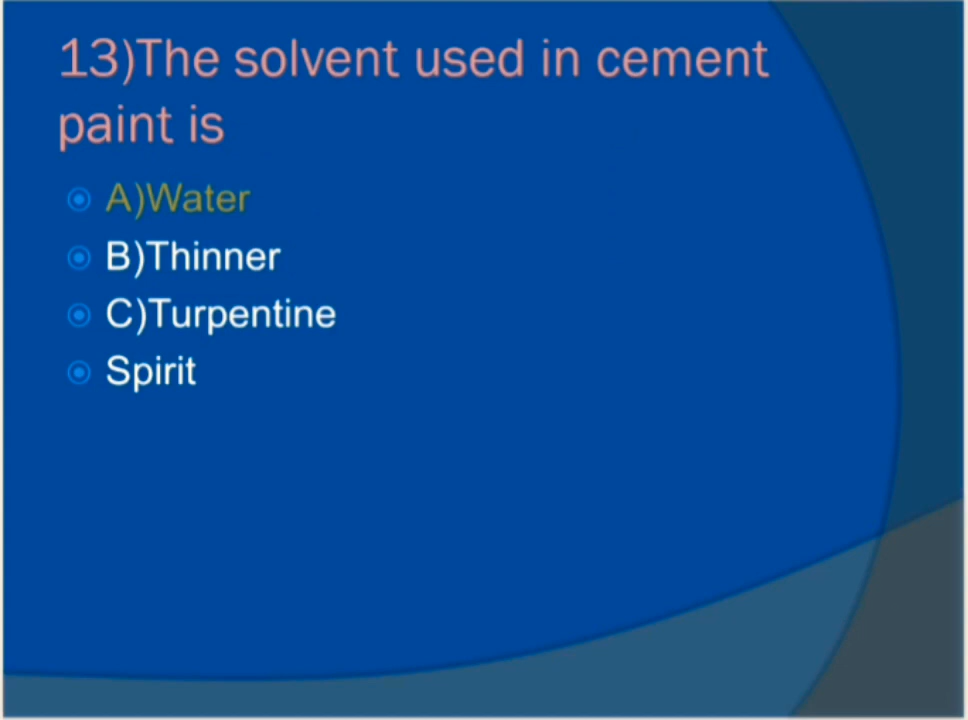 13)The solvent used in cement
paint is
A)Water
B)Thinner
C)Turpentine
Spirit